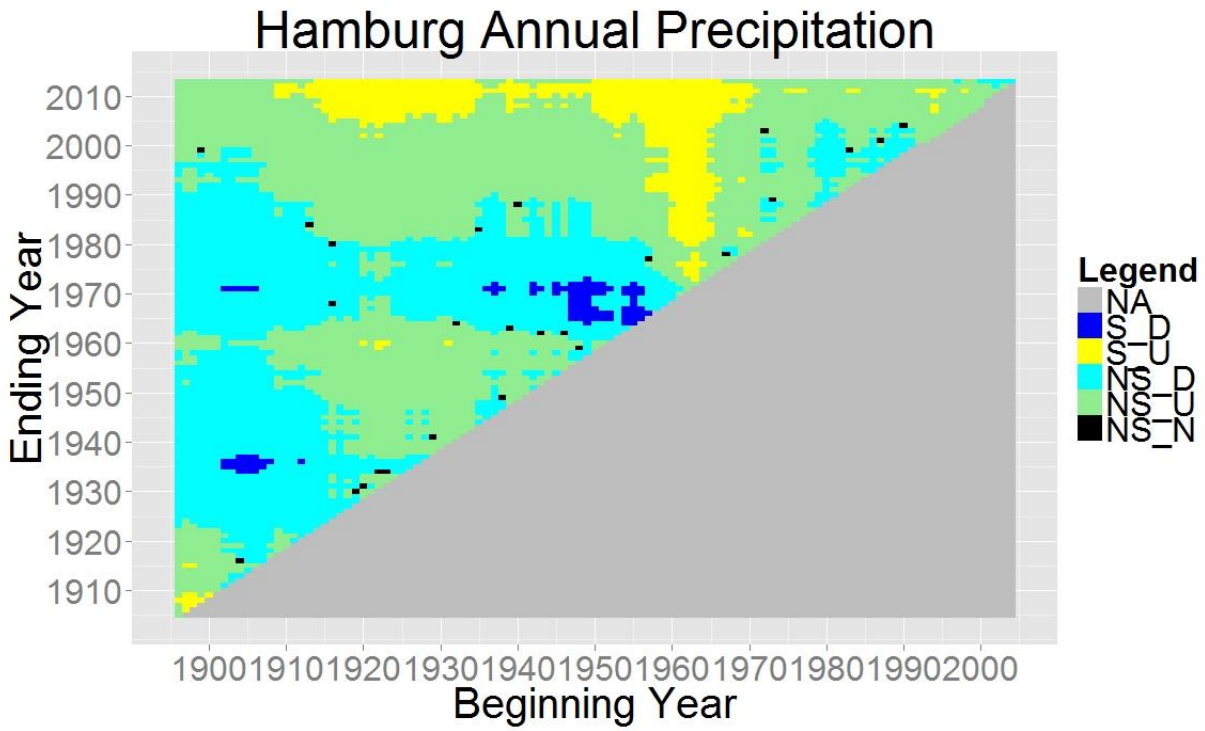 Hamburg Annual Precipitation
2010
2000
1990
1980
1970
1960
1950
1940
1930
1920
1910
Ending Year
1900 1910 1920 1930 1940 1950 1960 1970 1980 1990 2000
Beginning Year
Legend
NA
S_D
S_U
NS_D
NS_U
NS_N